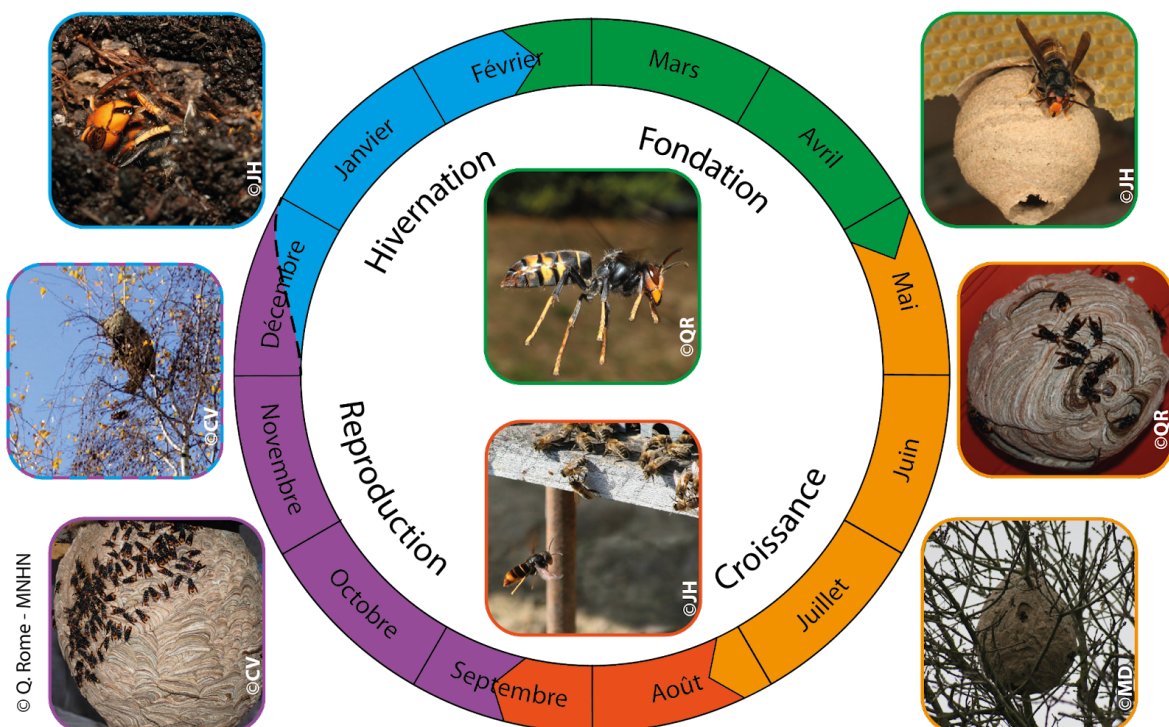 Janvier
Février
Mars
Avril
Mai
Juin
Juillet
Août
Septembre
Octobre
Novembre
Décembre
Hivernation
Fondation
Croissance
Reproduction
©JH
©JH
©QR
©CV
©QR
©JH
©CV
©MDJ
© Q. Rome - MNHN